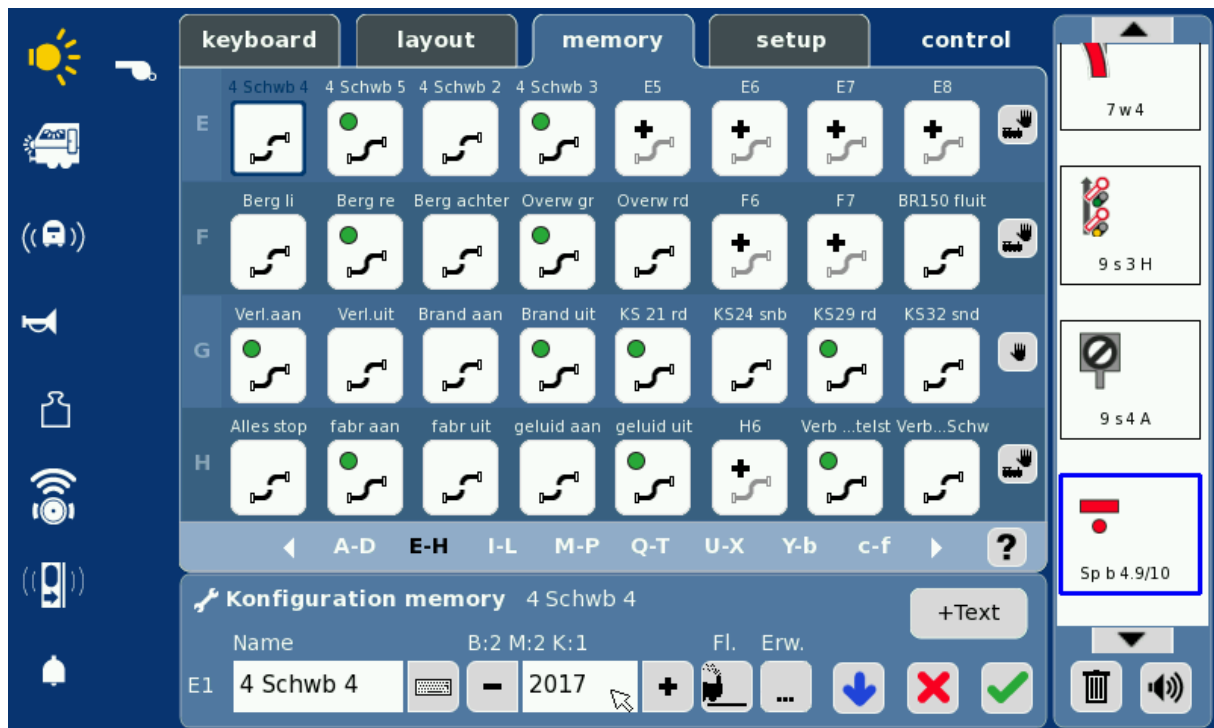 keyboard layout memory setup control
4 Schwb 4 4 Schwb 5 4 Schwb 2 4 Schwb 3 E5 E6 E7 E8
E
Berg li Berg re Berg achter Overw gr Overw rd F6 F7 BR150 fluit
F
Verl.aan Verl.uit Brand aan Brand uit KS 21 rd KS24 snb KS29 rd KS32 snd
G
Alles stop fabr aan fabr uit geluid aan geluid uit H6 Verb ...telst Verb...Schw
H
A-D E-H I-L M-P Q-T U-X Y-b c-f ?
Konfiguration memory 4 Schwb 4
+Text
Name B:2 M:2 K:1 Fl. Erw.
E1 4 Schwb 4 2017 ...
7 w 4
9 s 3 H
9 s4 A
Sp b 4.9/10